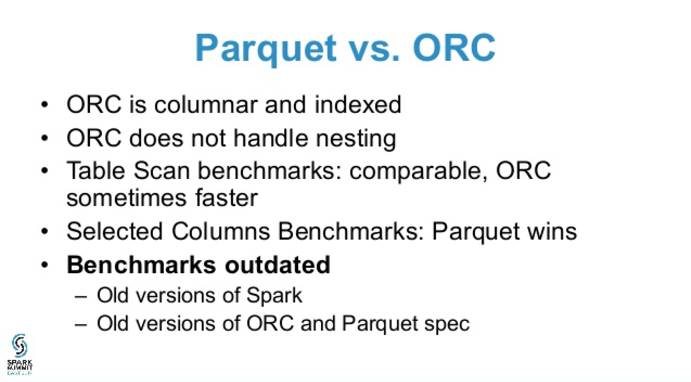 Parquet vs. ORC
• ORC is columnar and indexed
• ORC does not handle nesting
• Table Scan benchmarks: comparable, ORC
sometimes faster
• Selected Columns Benchmarks: Parquet wins
• Benchmarks outdated
– Old versions of Spark
– Old versions of ORC and Parquet spec
SPARK
SUMMIT